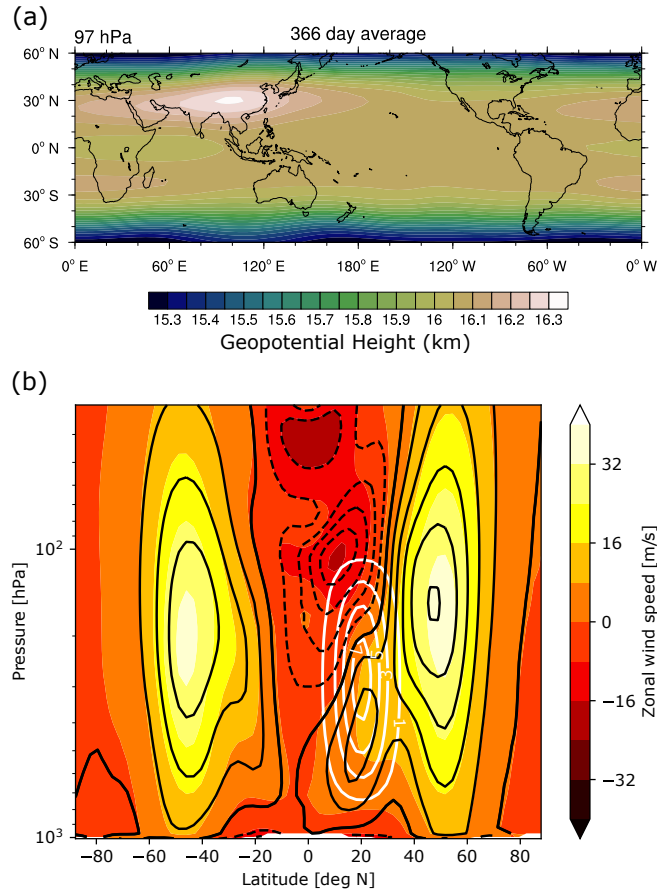 (a)
97 hPa 366 day average
60° N
30° N
0° N
30° S
60° S
0° E 60° E 120° E 180° E 120° W 60° W 0° W
15.3 15.4 15.5 15.6 15.7 15.8 15.9 16 16.1 16.2 16.3
Geopotential Height (km)
(b)
Pressure [hPa]
10²
10³
−80 −60 −40 −20 0 20 40 60 80
Latitude [deg N]
32
16
0
−16
−32
Zonal wind speed [m/s]
3
1